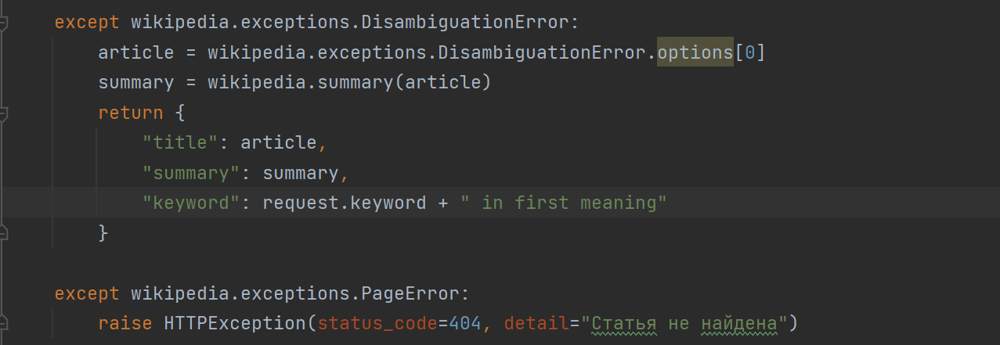 except wikipedia.exceptions.DisambiguationError:
    article = wikipedia.exceptions.DisambiguationError.options[0]
    summary = wikipedia.summary(article)
    return {
        "title": article,
        "summary": summary,
        "keyword": request.keyword + " in first meaning"
    }
except wikipedia.exceptions.PageError:
    raise HTTPException(status_code=404, detail="Статья не найдена")